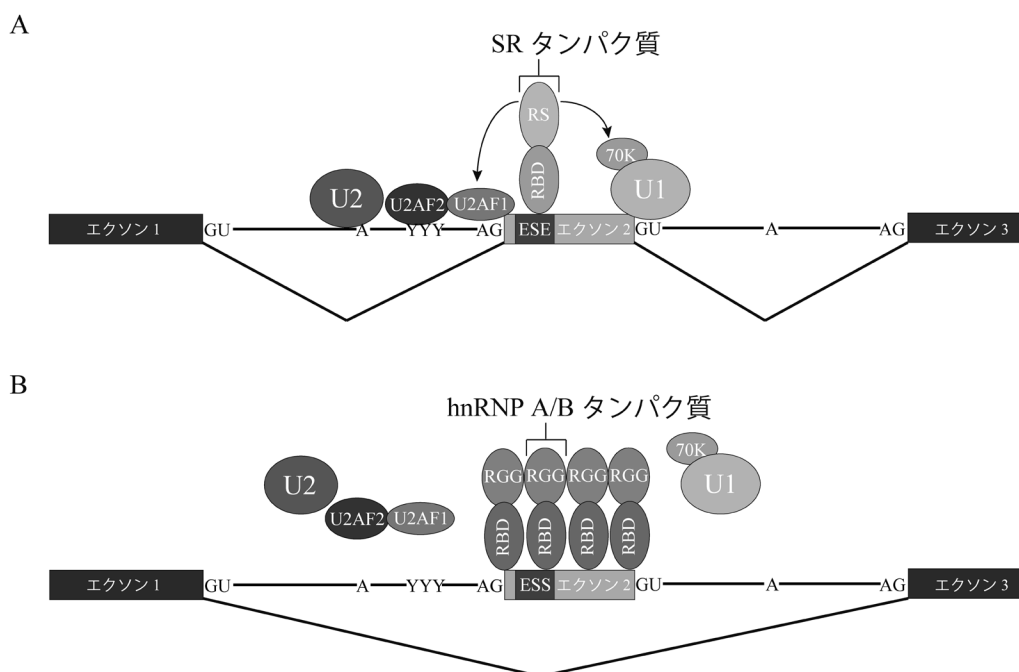 A
SR タンパク質
RS
70K
RBD
U2
U2AF2
U2AF1
U1
エクソン 1
GU
A
YYY
AG
ESE
エクソン 2
GU
A
AG
エクソン 3
B
hnRNP A/B タンパク質
70K
RGG
RGG
RGG
RGG
U2
U1
U2AF2
U2AF1
RBD
RBD
RBD
RBD
エクソン 1
GU
A
YYY
AG
ESS
エクソン 2
GU
A
AG
エクソン 3